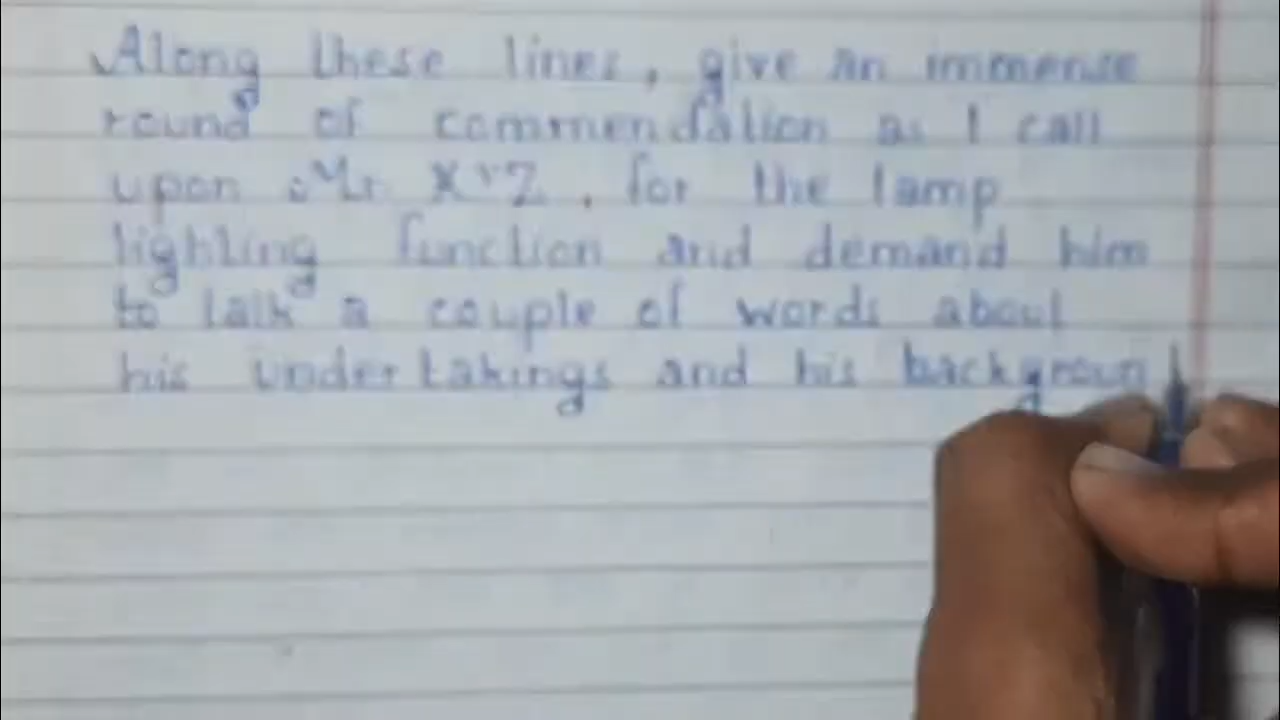 Along these lines, give an immense
round of commendation as I call
upon Mr. XYZ, for the lamp
lighting function and demand him
to talk a couple of words about
his undertakings and his backgroun